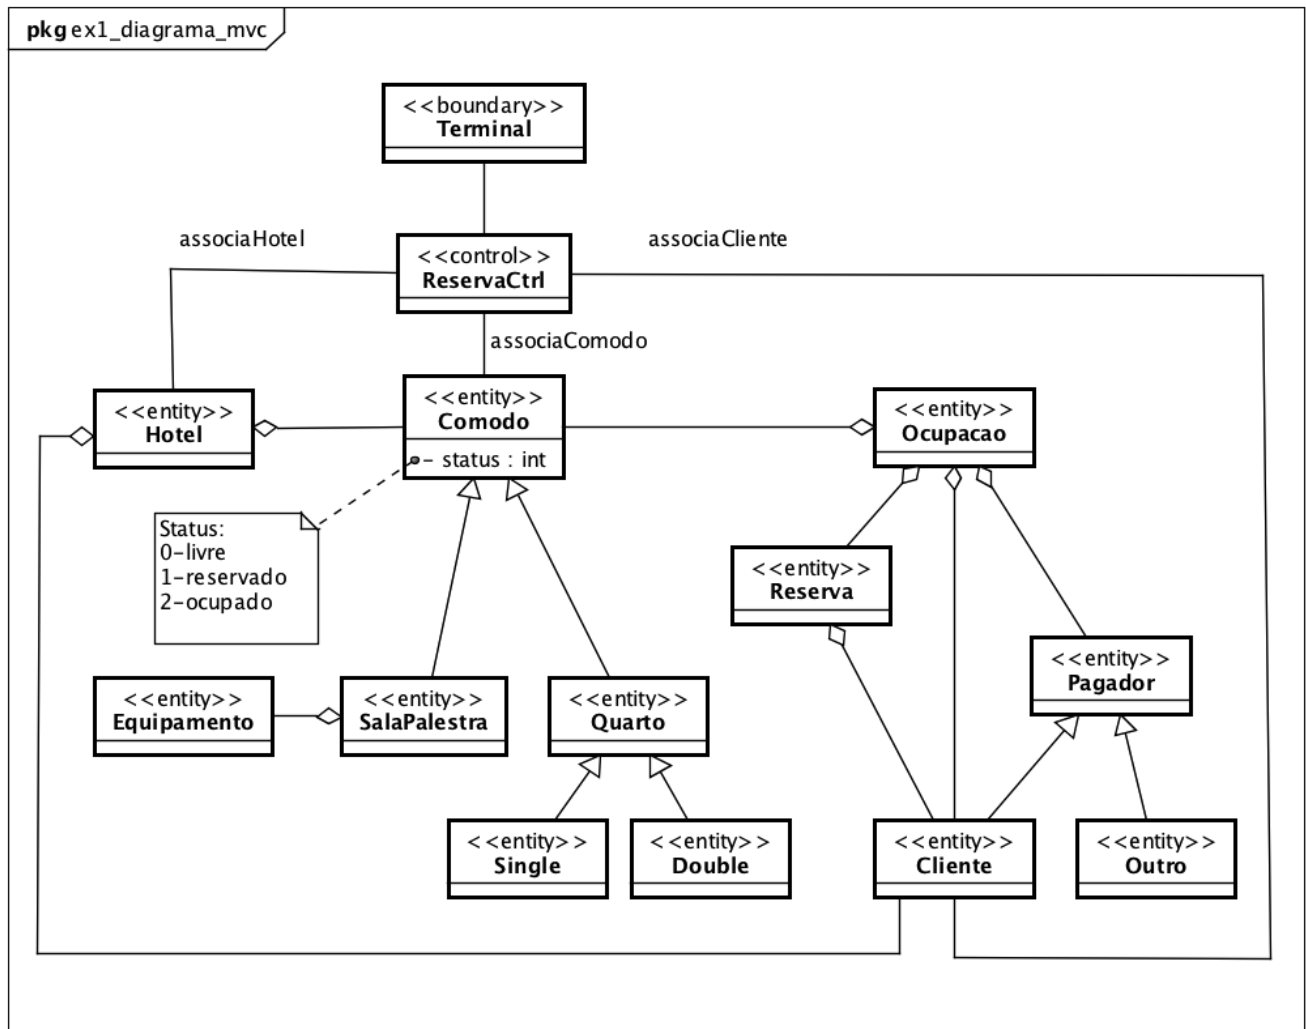 pkg ex1_diagrama_mvc
<<boundary>>
Terminal
associaHotel
associaCliente
<<control>>
ReservaCtrl
associaComodo
<<entity>>
Hotel
<<entity>>
Comodo
- status : int
<<entity>>
Ocupacao
Status:
0-livre
1-reservado
2-ocupado
<<entity>>
Reserva
<<entity>>
Pagador
<<entity>>
Equipamento
<<entity>>
SalaPalestra
<<entity>>
Quarto
<<entity>>
Single
<<entity>>
Double
<<entity>>
Cliente
<<entity>>
Outro